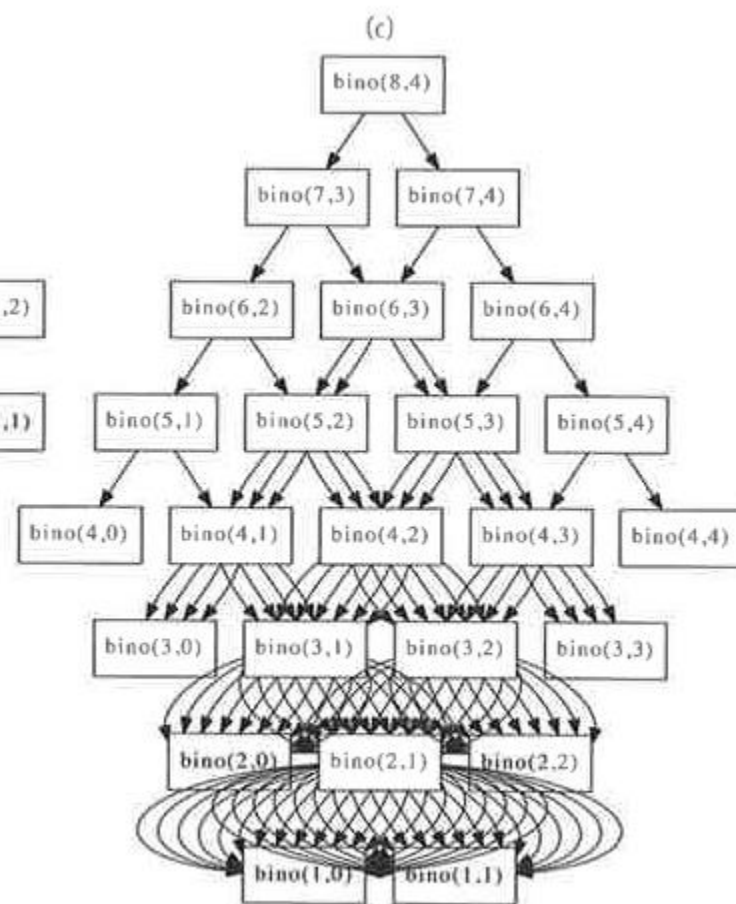 (c)
bino(8,4)
bino(7,3) bino(7,4)
,2) bino(6,2) bino(6,3) bino(6,4)
,1) bino(5,1) bino(5,2) bino(5,3) bino(5,4)
bino(4,0) bino(4,1) bino(4,2) bino(4,3) bino(4,4)
bino(3,0) bino(3,1) bino(3,2) bino(3,3)
bino(2,0) bino(2,1) bino(2,2)
bino(1,0) bino(1,1)